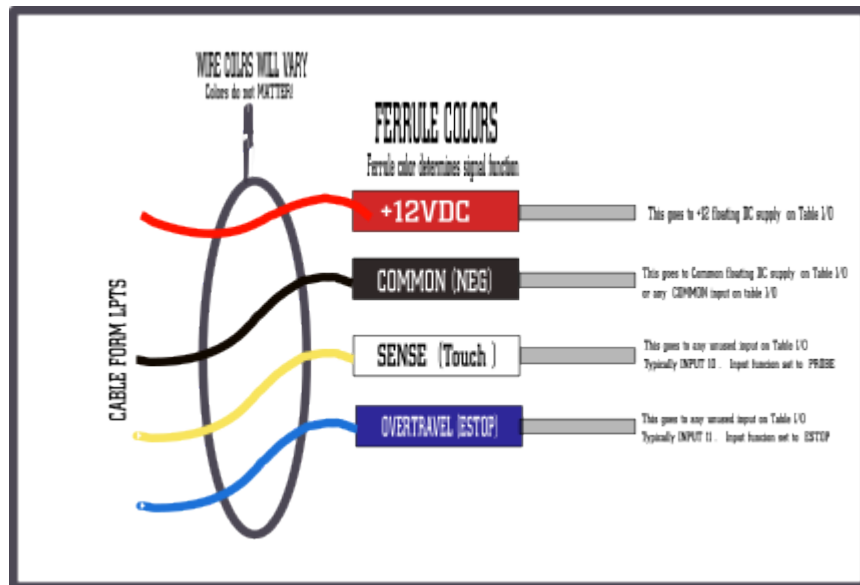 WIRE COLRS WILL VARY
Colors do not MATTER!
FERRULE COLORS
Ferrule color determines signal function
+12VDC
This goes to +12 floating DC supply on Table I/O
COMMON (NEG)
This goes to Common floating DC supply on Table I/O
or any COMMON input on table I/O
SENSE (Touch )
This goes to any unused input on Table I/O
Typically INPUT 10 . Input funcion set to PROBE
OVERTRAVEL (ESTOP)
This goes to any unused input on Table I/O
Typically INPUT 11 . Input funcion set to ESTOP
CABLE FORM LPTS